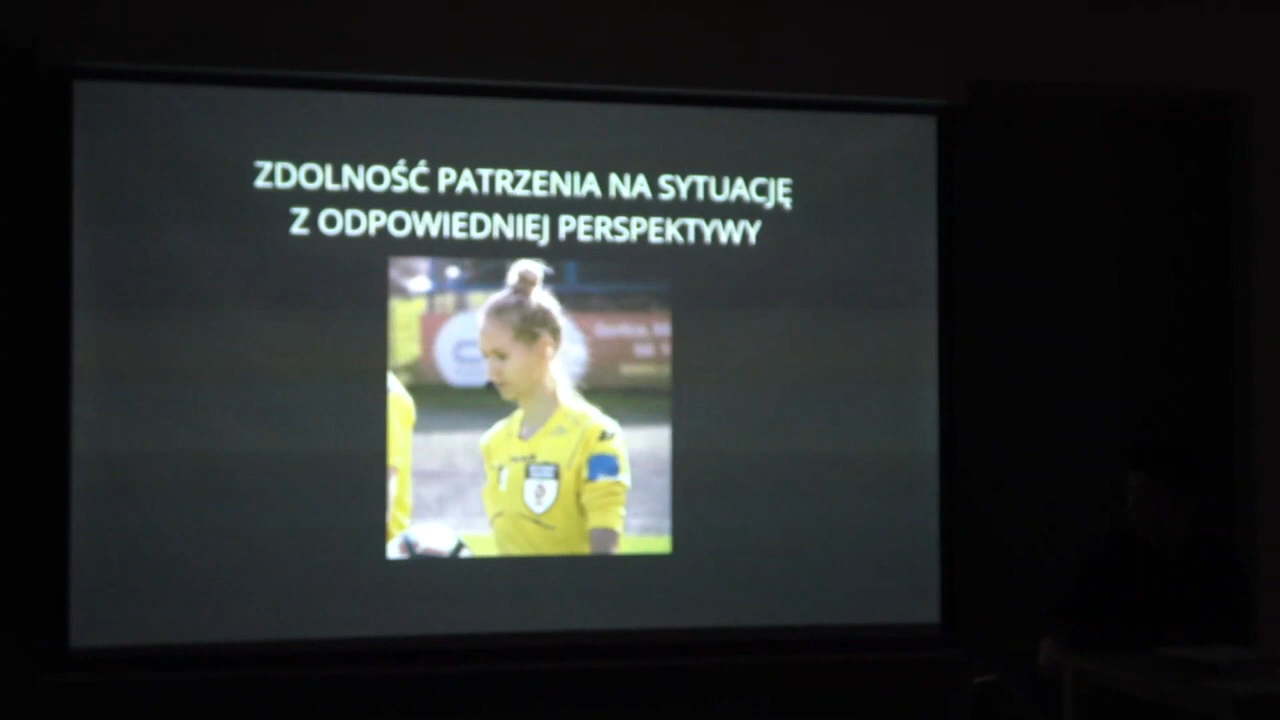 ZDOLNOŚĆ PATRZENIA NA SYTUACJĘ
Z ODPOWIEDNIEJ PERSPEKTYWY